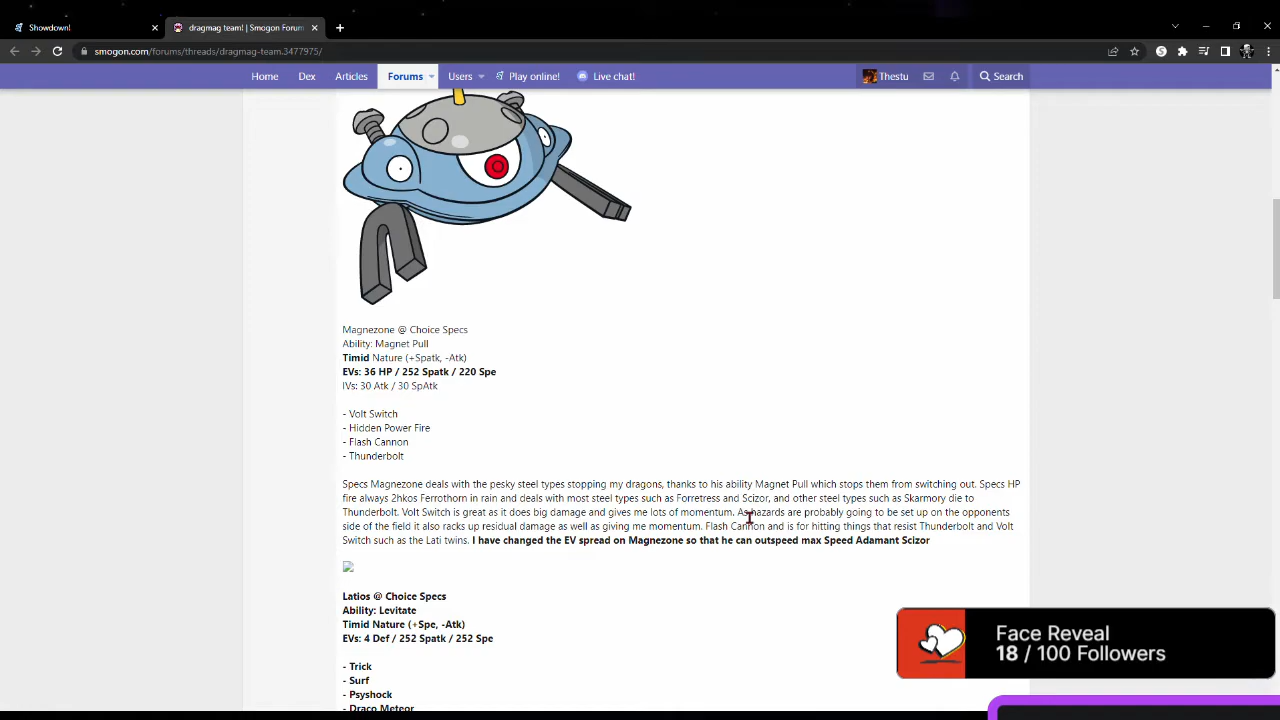 Showdown!
dragmag team! | Smogon Forum
smogon.com/forums/threads/dragmag-team.3477975/
Home Dex Articles Forums Users Play online! Live chat! Thestu Search
Magnezone @ Choice Specs
Ability: Magnet Pull
Timid Nature (+Spatk, -Atk)
EVs: 36 HP / 252 Spatk / 220 Spe
IVs: 30 Atk / 30 SpAtk
- Volt Switch
- Hidden Power Fire
- Flash Cannon
- Thunderbolt
Specs Magnezone deals with the pesky steel types stopping my dragons, thanks to his ability Magnet Pull which stops them from switching out. Specs HP
fire always 2hkos Ferrothorn in rain and deals with most steel types such as Forretress and Scizor, and other steel types such as Skarmory die to
Thunderbolt. Volt Switch is great as it does big damage and gives me lots of momentum. As hazards are probably going to be set up on the opponents
side of the field it also racks up residual damage as well as giving me momentum. Flash Cannon and is for hitting things that resist Thunderbolt and Volt
Switch such as the Lati twins. I have changed the EV spread on Magnezone so that he can outspeed max Speed Adamant Scizor
Latios @ Choice Specs
Ability: Levitate
Timid Nature (+Spe, -Atk)
EVs: 4 Def / 252 Spatk / 252 Spe
- Trick
- Surf
- Psyshock
- Draco Meteor
Face Reveal
18 / 100 Followers